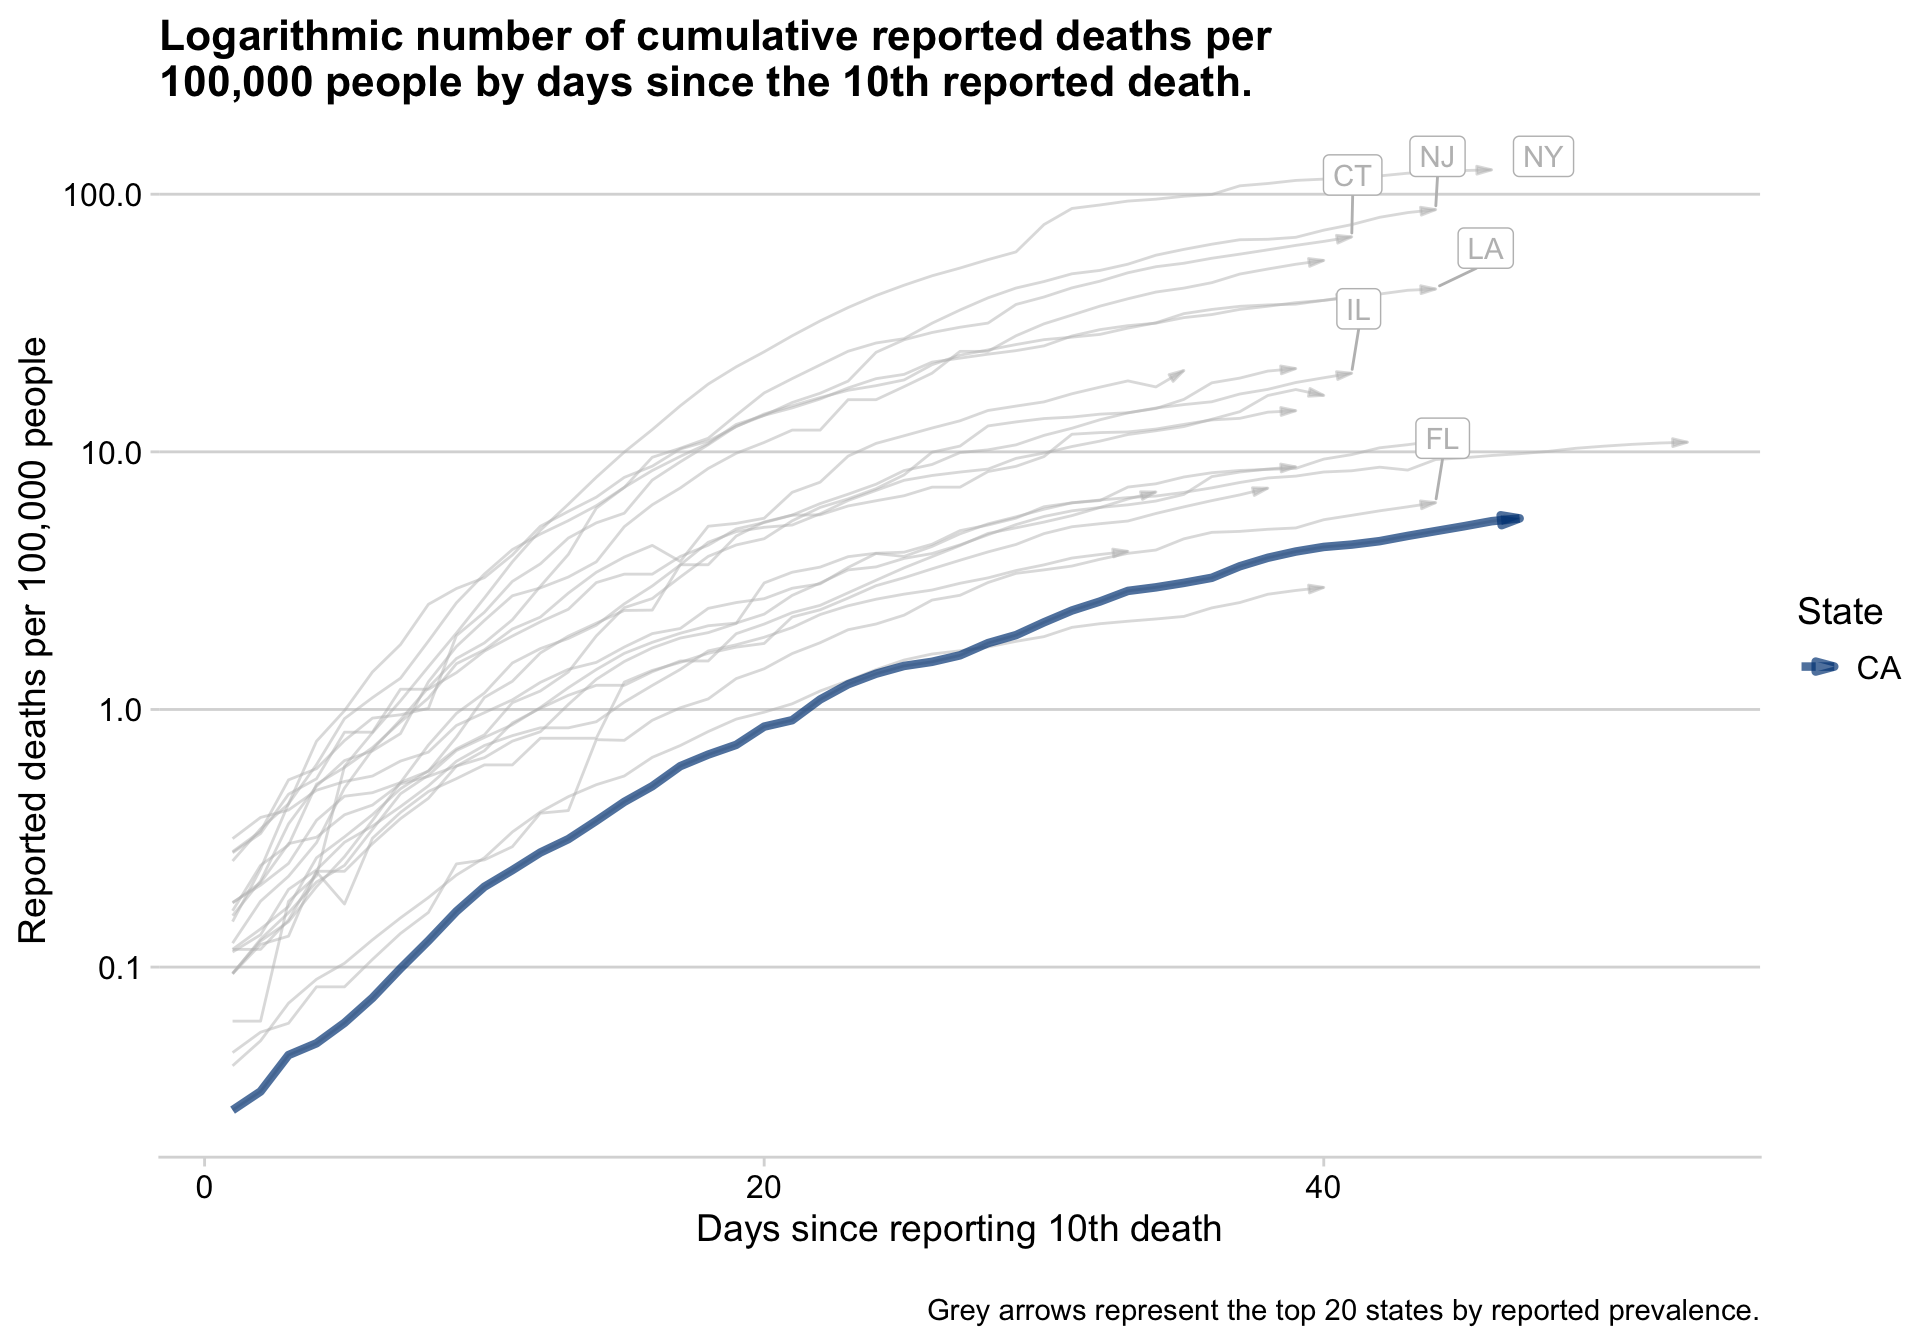 Logarithmic number of cumulative reported deaths per
100,000 people by days since the 10th reported death.
Reported deaths per 100,000 people
100.0
10.0
1.0
0.1
CT
NJ
NY
LA
IL
FL
State
CA
0
20
40
Days since reporting 10th death
Grey arrows represent the top 20 states by reported prevalence.